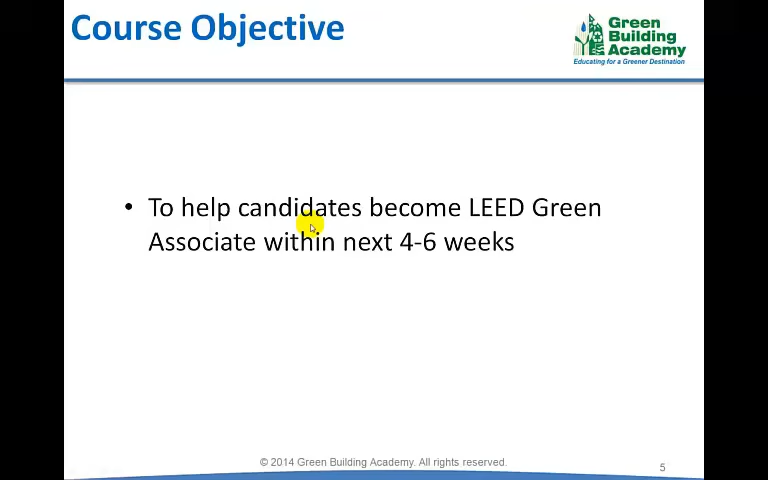 Course Objective
Green
Building
Academy
Educating for a Greener Destination
• To help candidates become LEED Green
Associate within next 4-6 weeks
© 2014 Green Building Academy. All rights reserved.
5